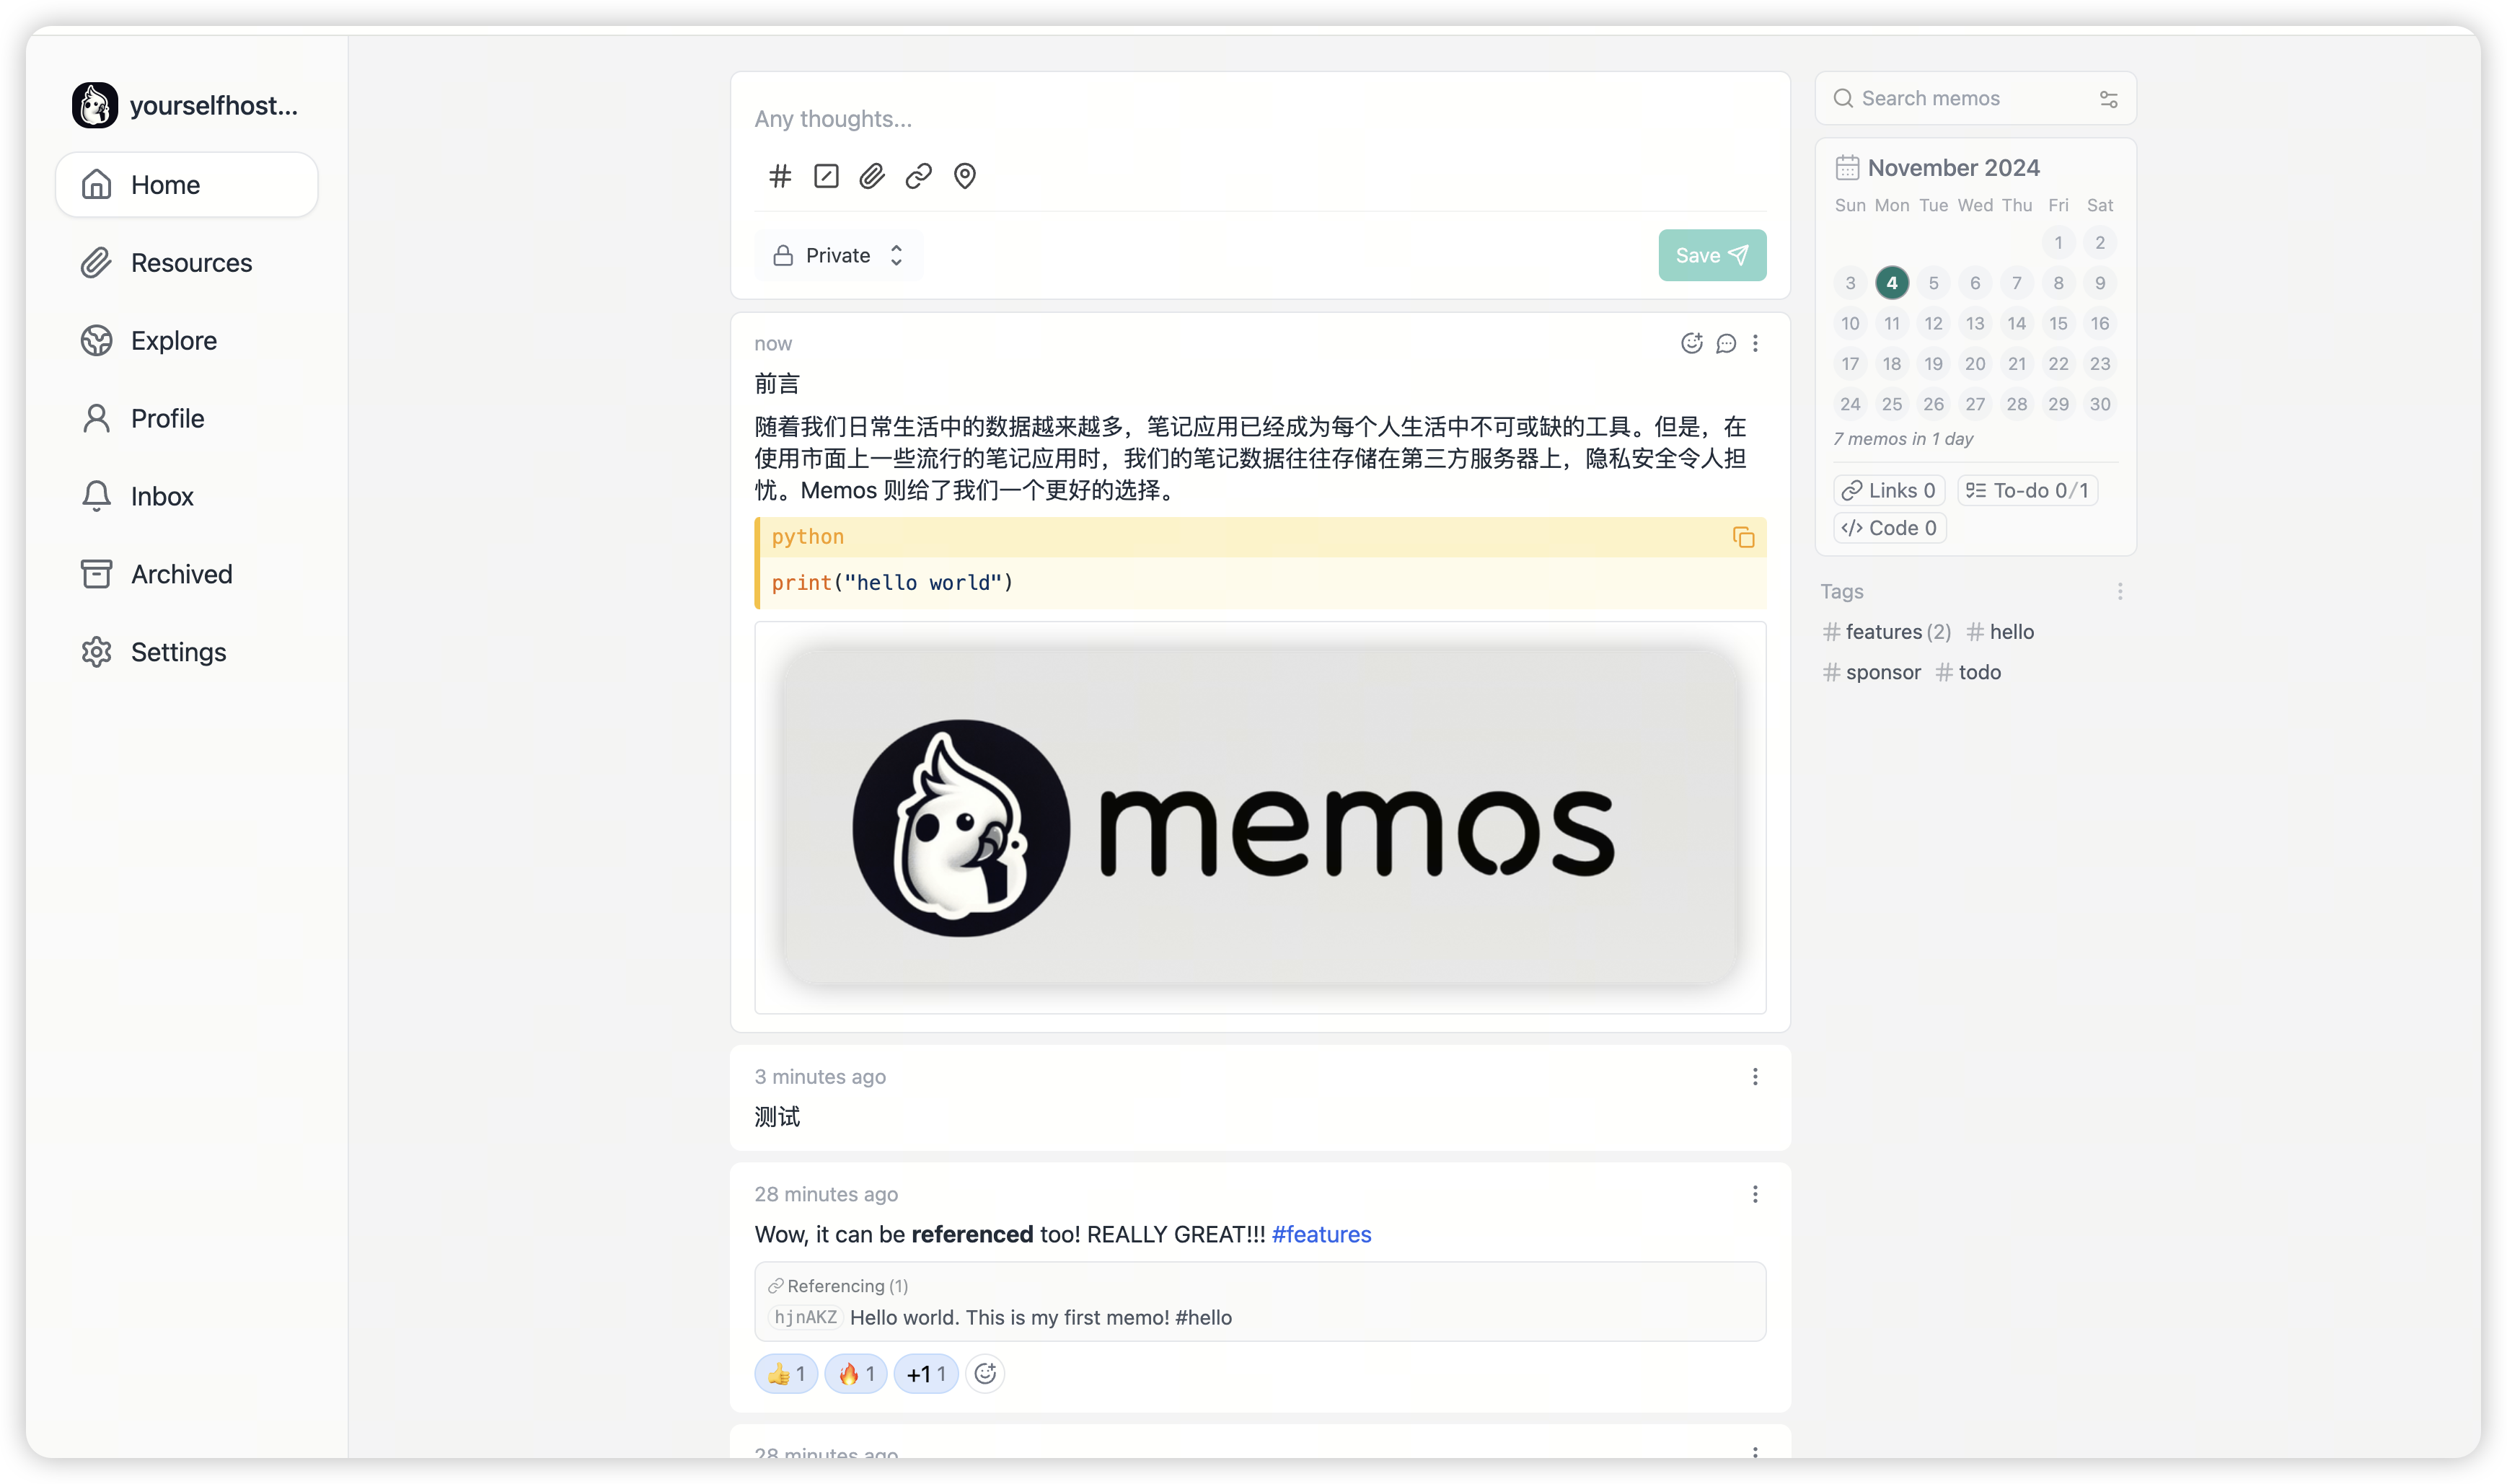 yourselfhost...
Home
Resources
Explore
Profile
Inbox
Archived
Settings
Any thoughts...
Private
Save
now
前言
随着我们日常生活中的数据越来越多，笔记应用已经成为每个人生活中不可或缺的工具。但是，在
使用市面上一些流行的笔记应用时，我们的笔记数据往往存储在第三方服务器上，隐私安全令人担
忧。Memos 则给了我们一个更好的选择。
python
print("hello world")
memos
3 minutes ago
测试
28 minutes ago
Wow, it can be referenced too! REALLY GREAT!!! #features
Referencing (1)
hjnAKZ Hello world. This is my first memo! #hello
👍 1 🔥 1 +1 1
28 minutes ago
Search memos
November 2024
Sun Mon Tue Wed Thu Fri Sat
1 2
3 4 5 6 7 8 9
10 11 12 13 14 15 16
17 18 19 20 21 22 23
24 25 26 27 28 29 30
7 memos in 1 day
Links 0 To-do 0/1
Code 0
Tags
# features (2) # hello
# sponsor # todo